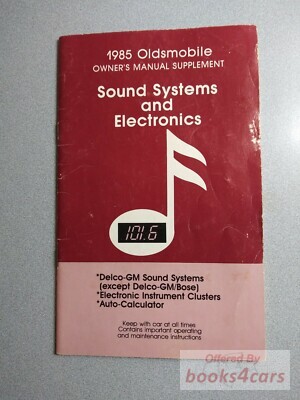 1985 Oldsmobile
OWNER'S MANUAL SUPPLEMENT
Sound Systems
and
Electronics
101.6
*Delco-GM Sound Systems
(except Delco-GM/Bose)
*Electronic Instrument Clusters
*Auto-Calculator
Keep with car at all times
Contains important operating
and maintenance instructions
Offered By
books4cars